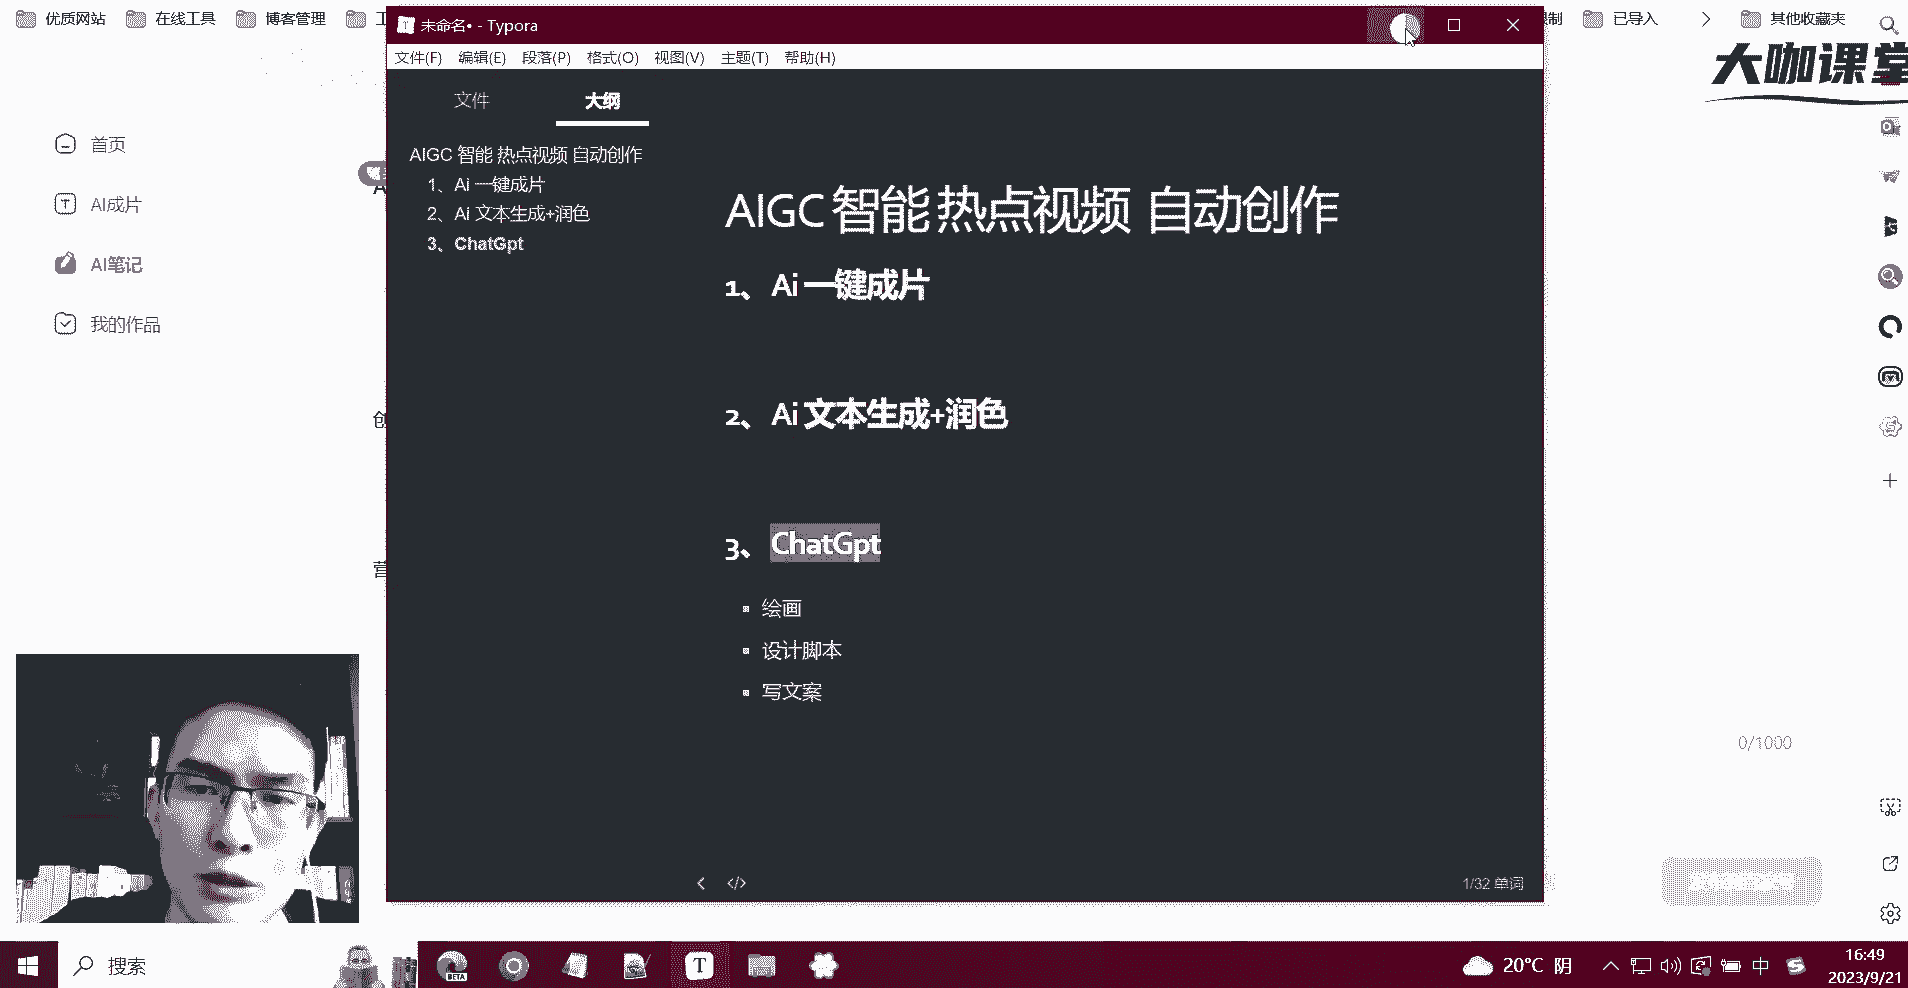 优质网站
在线工具
博客管理
未命名• - Typora
已导入
其他收藏夹
文件(F) 编辑(E) 段落(P) 格式(O) 视图(V) 主题(T) 帮助(H)
大咖课堂
文件
大纲
首页
AI成片
AI笔记
我的作品
AIGC 智能 热点视频 自动创作
1、Ai 一键成片
2、Ai 文本生成+润色
3、ChatGpt
AIGC 智能 热点视频 自动创作
1、 Ai 一键成片
2、 Ai 文本生成+润色
3、 ChatGpt
绘画
设计脚本
写文案
0/1000
1/32 单词
搜索
BETA
20°C 阴
中
16:49
2023/9/21